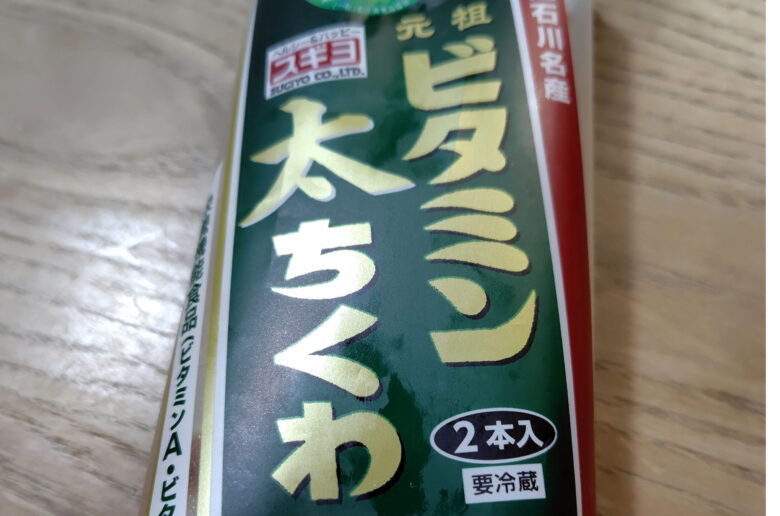 石川名産
元祖
ビタミン
太ちくわ
ヘルシー&ハッピー
スギヨ
SUGIYO CO.,LTD.
2本入
要冷蔵
食品(ビタミンA・ビタ